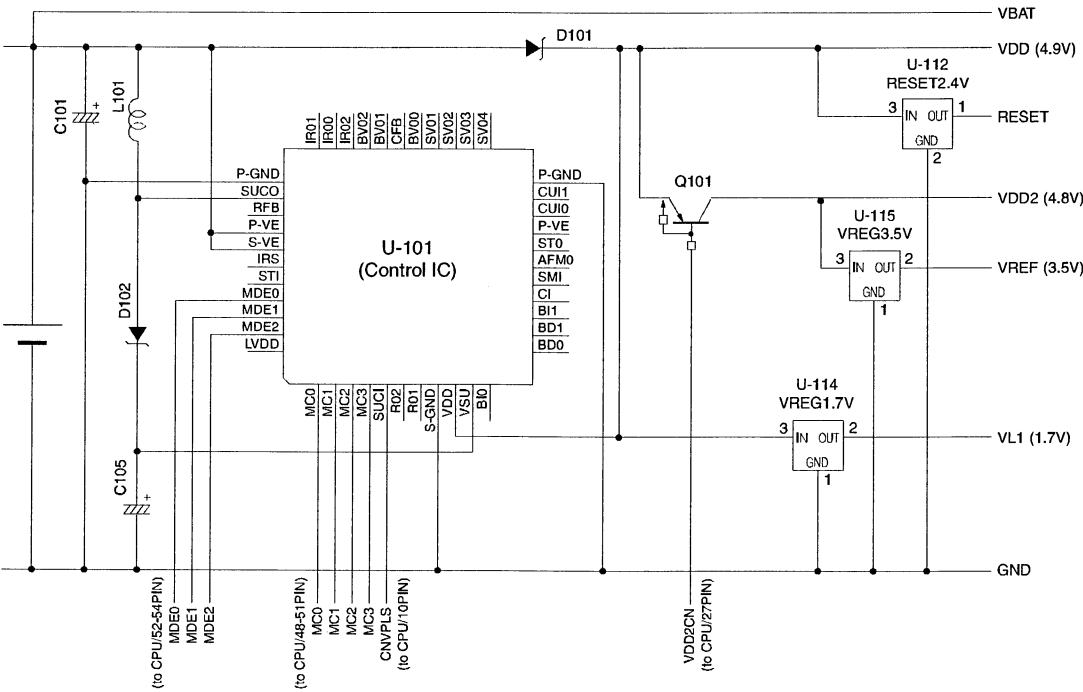 VBAT
D101
VDD (4.9V)
U-112
RESET2.4V
3
IN OUT
1
GND
2
RESET
C101
+
L101
IR01
IR00
IR02
BV02
BV01
CFB
BV00
SV01
SV02
SV03
SV04
P-GND
SUCO
RFB
P-VE
S-VE
IRS
STI
MDE0
MDE1
MDE2
LVDD
U-101
(Control IC)
P-GND
CUI1
CUI0
P-VE
ST0
AFM0
SMI
CI
BI1
BD1
BD0
MC0
MC1
MC2
MC3
SUCI
R02
R01
S-GND
VDD
VSU
BI0
Q101
VDD2 (4.8V)
U-115
VREG3.5V
3
IN OUT
2
GND
1
VREF (3.5V)
D102
U-114
VREG1.7V
3
IN OUT
2
GND
1
VL1 (1.7V)
C105
+
GND
(to CPU/52-54PIN)
MDE0
MDE1
MDE2
(to CPU/48-51PIN)
MC0
MC1
MC2
MC3
CNVPLS
(to CPU/10PIN)
VDD2CN
(to CPU/27PIN)